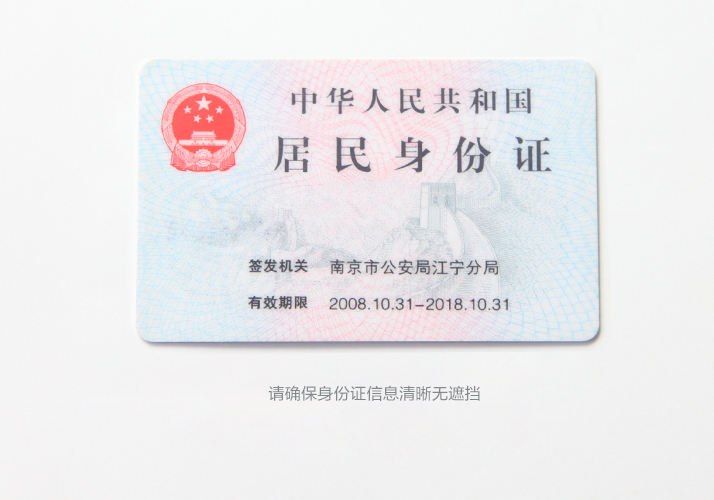 中华人民共和国
居民身份证
签发机关 南京市公安局江宁分局
有效期限 2008.10.31-2018.10.31
请确保身份证信息清晰无遮挡